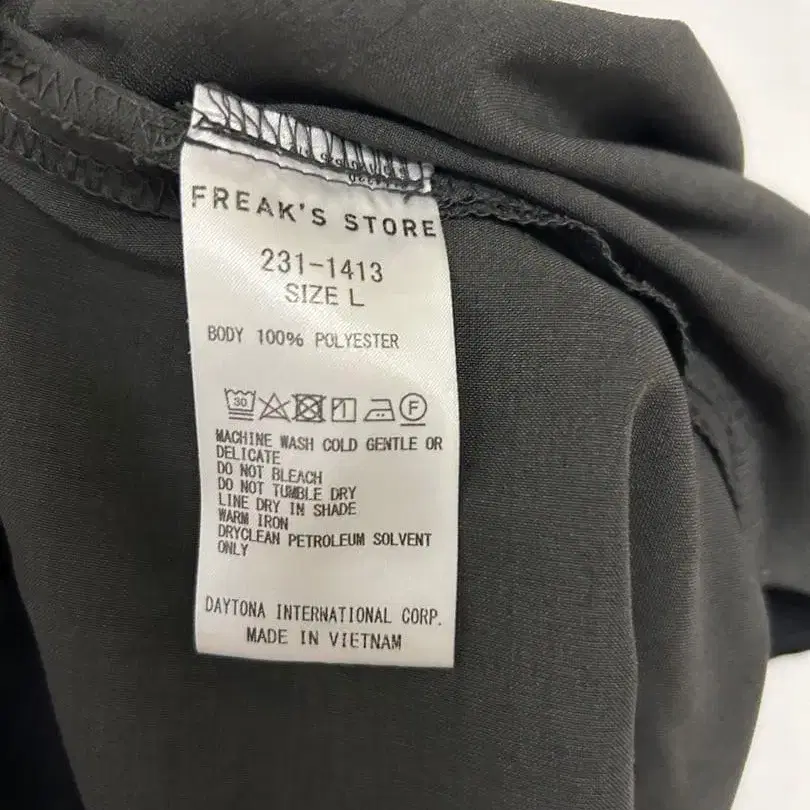 FREAK'S STORE
231-1413
SIZE L
BODY 100% POLYESTER
30 F
MACHINE WASH COLD GENTLE OR
DELICATE
DO NOT BLEACH
DO NOT TUMBLE DRY
LINE DRY IN SHADE
WARM IRON
DRYCLEAN PETROLEUM SOLVENT
ONLY
DAYTONA INTERNATIONAL CORP.
MADE IN VIETNAM